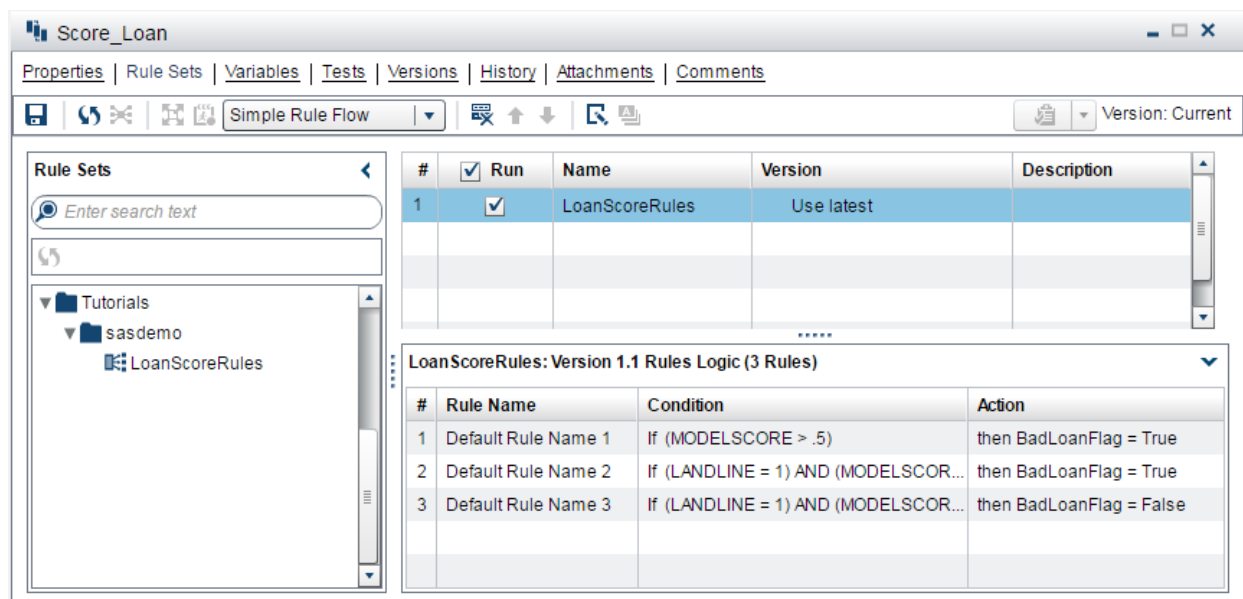 Score_Loan
Properties | Rule Sets | Variables | Tests | Versions | History | Attachments | Comments
Simple Rule Flow Version: Current
Rule Sets
Enter search text
Tutorials
sasdemo
LoanScoreRules
# Run Name Version Description
1 LoanScoreRules Use latest
LoanScoreRules: Version 1.1 Rules Logic (3 Rules)
# Rule Name Condition Action
1 Default Rule Name 1 If (MODELSCORE > .5) then BadLoanFlag = True
2 Default Rule Name 2 If (LANDLINE = 1) AND (MODELSCOR... then BadLoanFlag = True
3 Default Rule Name 3 If (LANDLINE = 1) AND (MODELSCOR... then BadLoanFlag = False